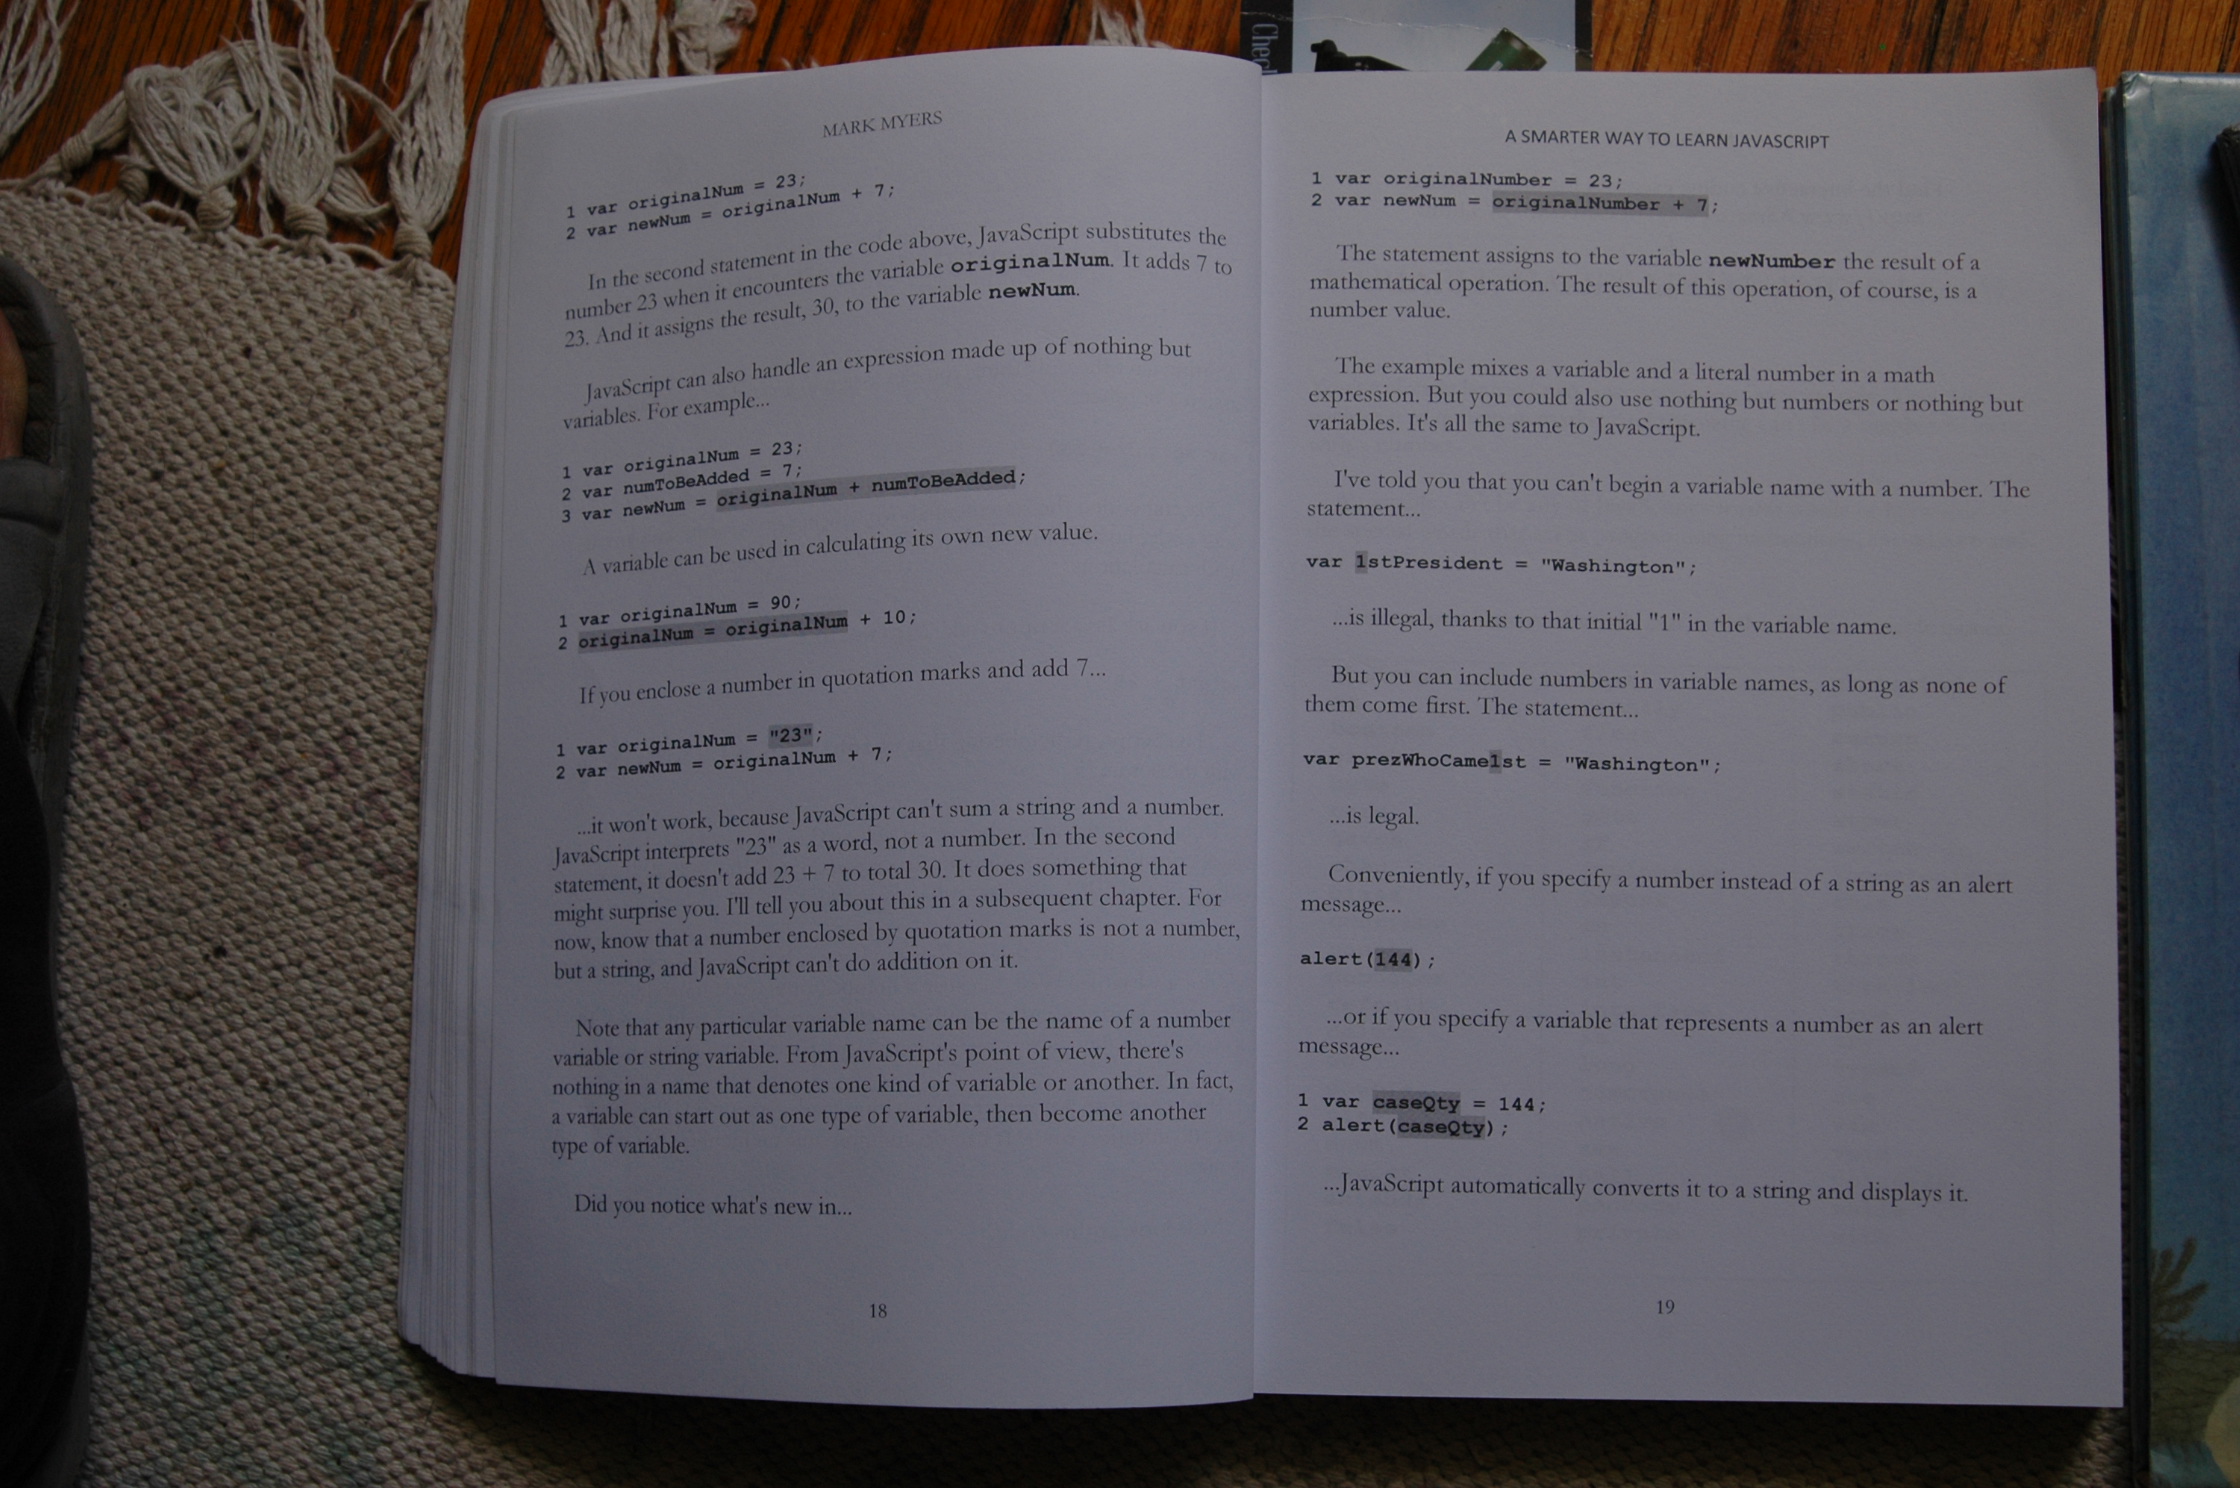 Chec
MARK MYERS
1 var originalNum = 23;
2 var newNum = originalNum + 7;
In the second statement in the code above, JavaScript substitutes the
number 23 when it encounters the variable originalNum. It adds 7 to
23. And it assigns the result, 30, to the variable newNum.
JavaScript can also handle an expression made up of nothing but
variables. For example...
1 var originalNum = 23;
2 var numToBeAdded = 7;
3 var newNum = originalNum + numToBeAdded;
A variable can be used in calculating its own new value.
1 var originalNum = 90;
2 originalNum = originalNum + 10;
If you enclose a number in quotation marks and add 7...
1 var originalNum = "23";
2 var newNum = originalNum + 7;
...it won't work, because JavaScript can't sum a string and a number.
JavaScript interprets "23" as a word, not a number. In the second
statement, it doesn't add 23 + 7 to total 30. It does something that
might surprise you. I'll tell you about this in a subsequent chapter. For
now, know that a number enclosed by quotation marks is not a number,
but a string, and JavaScript can't do addition on it.
Note that any particular variable name can be the name of a number
variable or string variable. From JavaScript's point of view, there's
nothing in a name that denotes one kind of variable or another. In fact,
a variable can start out as one type of variable, then become another
type of variable.
Did you notice what's new in...
18
A SMARTER WAY TO LEARN JAVASCRIPT
1 var originalNumber = 23;
2 var newNum = originalNumber + 7;
The statement assigns to the variable newNumber the result of a
mathematical operation. The result of this operation, of course, is a
number value.
The example mixes a variable and a literal number in a math
expression. But you could also use nothing but numbers or nothing but
variables. It's all the same to JavaScript.
I've told you that you can't begin a variable name with a number. The
statement...
var 1stPresident = "Washington";
...is illegal, thanks to that initial "1" in the variable name.
But you can include numbers in variable names, as long as none of
them come first. The statement...
var prezWhoCame1st = "Washington";
...is legal.
Conveniently, if you specify a number instead of a string as an alert
message...
alert(144);
...or if you specify a variable that represents a number as an alert
message...
1 var caseQty = 144;
2 alert(caseQty);
...JavaScript automatically converts it to a string and displays it.
19